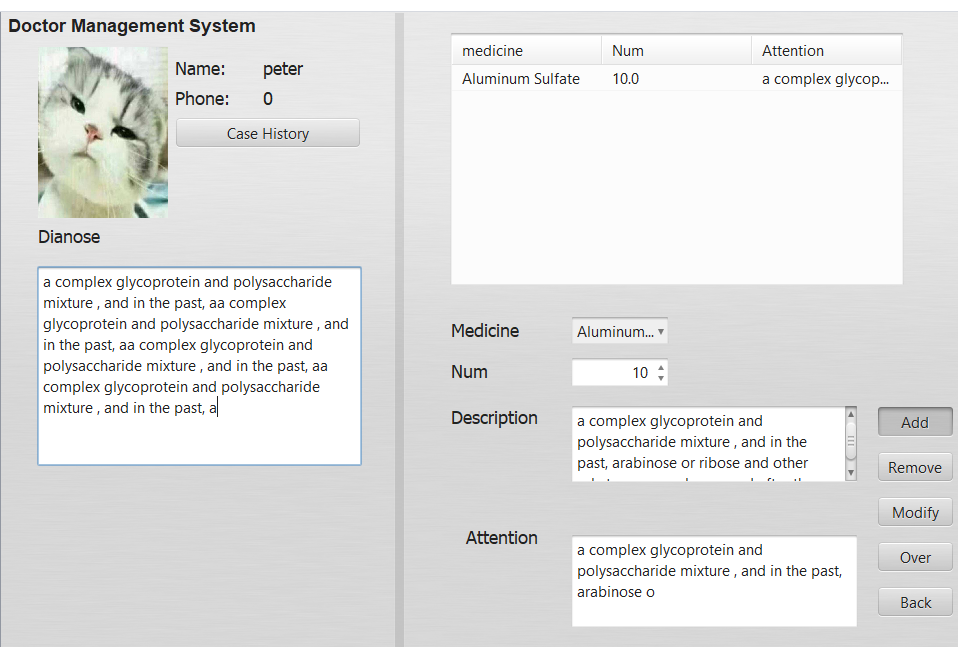 Doctor Management System
Name: peter
Phone: 0
Case History
Dianose
a complex glycoprotein and polysaccharide
mixture , and in the past, aa complex
glycoprotein and polysaccharide mixture , and
in the past, aa complex glycoprotein and
polysaccharide mixture , and in the past, aa
complex glycoprotein and polysaccharide
mixture , and in the past, a
medicine Num Attention
Aluminum Sulfate 10.0 a complex glycop...
Medicine Aluminum...
Num 10
Description
a complex glycoprotein and
polysaccharide mixture , and in the
past, arabinose or ribose and other
Attention
a complex glycoprotein and
polysaccharide mixture , and in the past,
arabinose o
Add
Remove
Modify
Over
Back